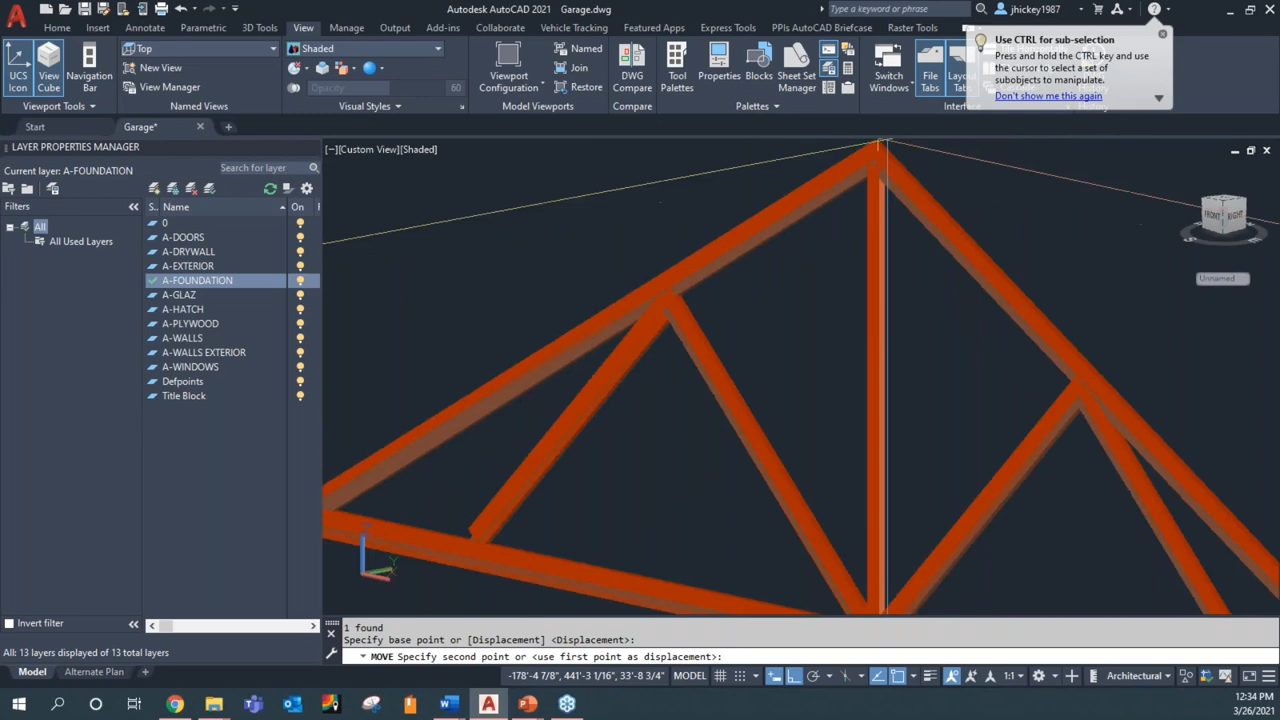 Autodesk AutoCAD 2021 Garage.dwg
Type a keyword or phrase
jhickey1987
Home Insert Annotate Parametric 3D Tools View Manage Output Add-ins Collaborate Vehicle Tracking Featured Apps Express Tools PPIs AutoCAD Briefcase Raster Tools
Top
Shaded
UCS Icon
View Cube
Navigation Bar
New View
View Manager
Opacity 60
Viewport Configuration
Named
Join
Restore
DWG Compare
Tool Palettes
Properties
Blocks
Sheet Set Manager
Switch Windows
File Tabs
Layout Tabs
Viewport Tools
Named Views
Visual Styles
Model Viewports
Compare
Palettes
Interface
History
Use CTRL for sub-selection
Press and hold the CTRL key and use
the cursor to select a set of
subobjects to manipulate.
Don't show me this again
Start Garage*
LAYER PROPERTIES MANAGER
Current layer: A-FOUNDATION
Search for layer
Filters
All
All Used Layers
S.. Name On F
0
A-DOORS
A-DRYWALL
A-EXTERIOR
A-FOUNDATION
A-GLAZ
A-HATCH
A-PLYWOOD
A-WALLS
A-WALLS EXTERIOR
A-WINDOWS
Defpoints
Title Block
Invert filter
All: 13 layers displayed of 13 total layers
[−][Custom View][Shaded]
FRONT RIGHT
Unnamed
1 found
Specify base point or [Displacement] <Displacement>:
MOVE Specify second point or <use first point as displacement>:
Model Alternate Plan
-178'-4 7/8", 441'-3 1/16", 33'-8 3/4" MODEL
1:1
Architectural
12:34 PM
3/26/2021